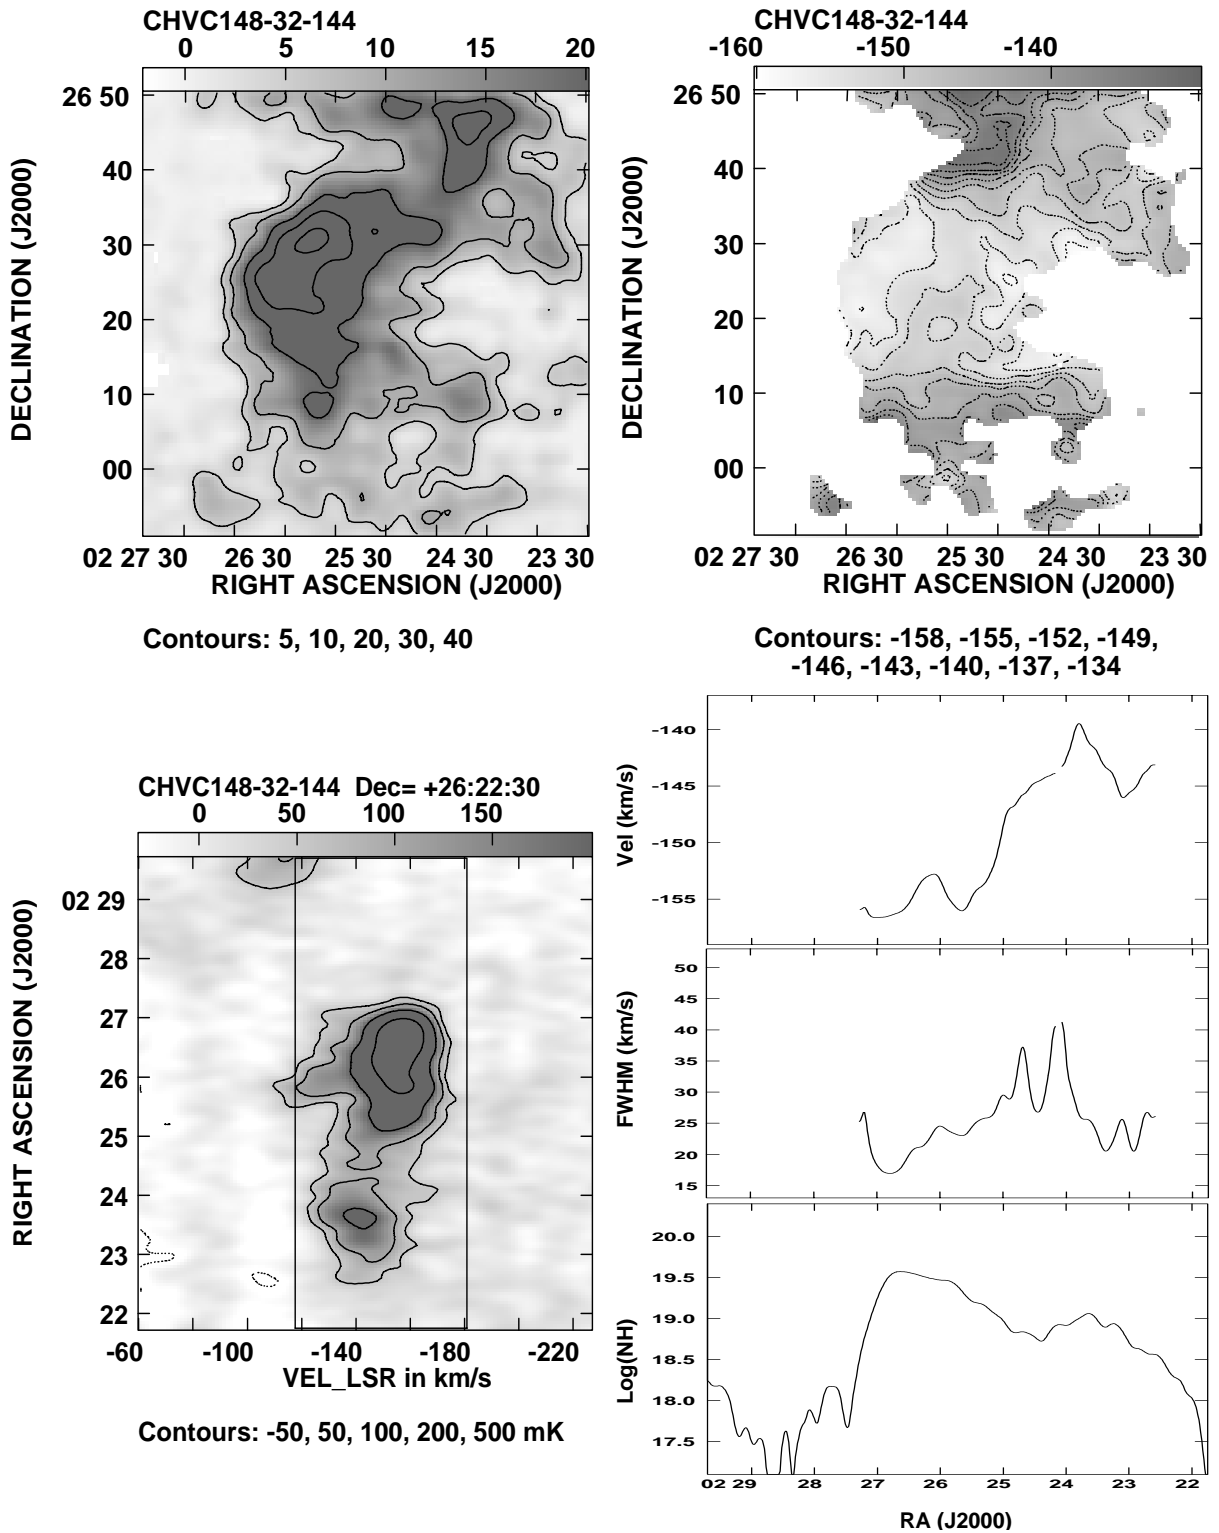 CHVC148-32-144
0 5 10 15 20
26 50
40
30
20
10
00
DECLINATION (J2000)
02 27 30 26 30 25 30 24 30 23 30
RIGHT ASCENSION (J2000)
Contours: 5, 10, 20, 30, 40
CHVC148-32-144
-160 -150 -140
26 50
40
30
20
10
00
DECLINATION (J2000)
02 27 30 26 30 25 30 24 30 23 30
RIGHT ASCENSION (J2000)
Contours: -158, -155, -152, -149,
-146, -143, -140, -137, -134
CHVC148-32-144 Dec= +26:22:30
0 50 100 150
02 29
28
27
26
25
24
23
22
RIGHT ASCENSION (J2000)
-60 -100 -140 -180 -220
VEL_LSR in km/s
Contours: -50, 50, 100, 200, 500 mK
-140
-145
-150
-155
Vel (km/s)
50
45
40
35
30
25
20
15
FWHM (km/s)
20.0
19.5
19.0
18.5
18.0
17.5
Log(NH)
02 29 28 27 26 25 24 23 22
RA (J2000)